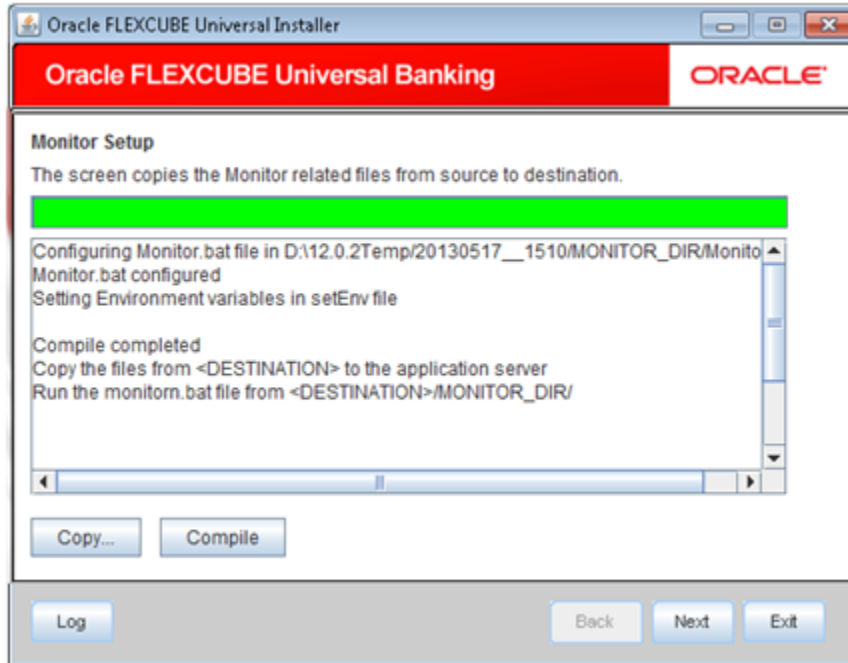 Oracle FLEXCUBE Universal Installer
Oracle FLEXCUBE Universal Banking
ORACLE
Monitor Setup
The screen copies the Monitor related files from source to destination.
Configuring Monitor.bat file in D:\12.0.2Temp/20130517__1510/MONITOR_DIR/Monito
Monitor.bat configured
Setting Environment variables in setEnv file
Compile completed
Copy the files from <DESTINATION> to the application server
Run the monitorn.bat file from <DESTINATION>/MONITOR_DIR/
Copy... Compile
Log Back Next Exit